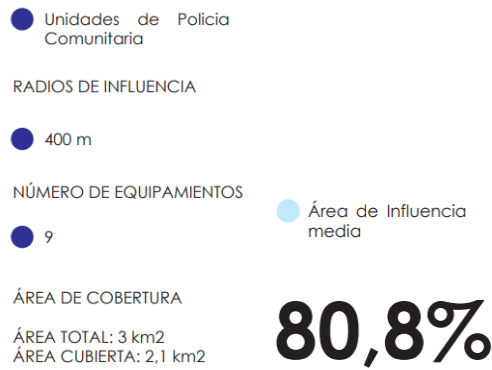 Unidades de Policia
Comunitaria
RADIOS DE INFLUENCIA
400 m
NÚMERO DE EQUIPAMIENTOS
9
Área de Influencia
media
ÁREA DE COBERTURA
ÁREA TOTAL: 3 km2
ÁREA CUBIERTA: 2,1 km2
80,8%